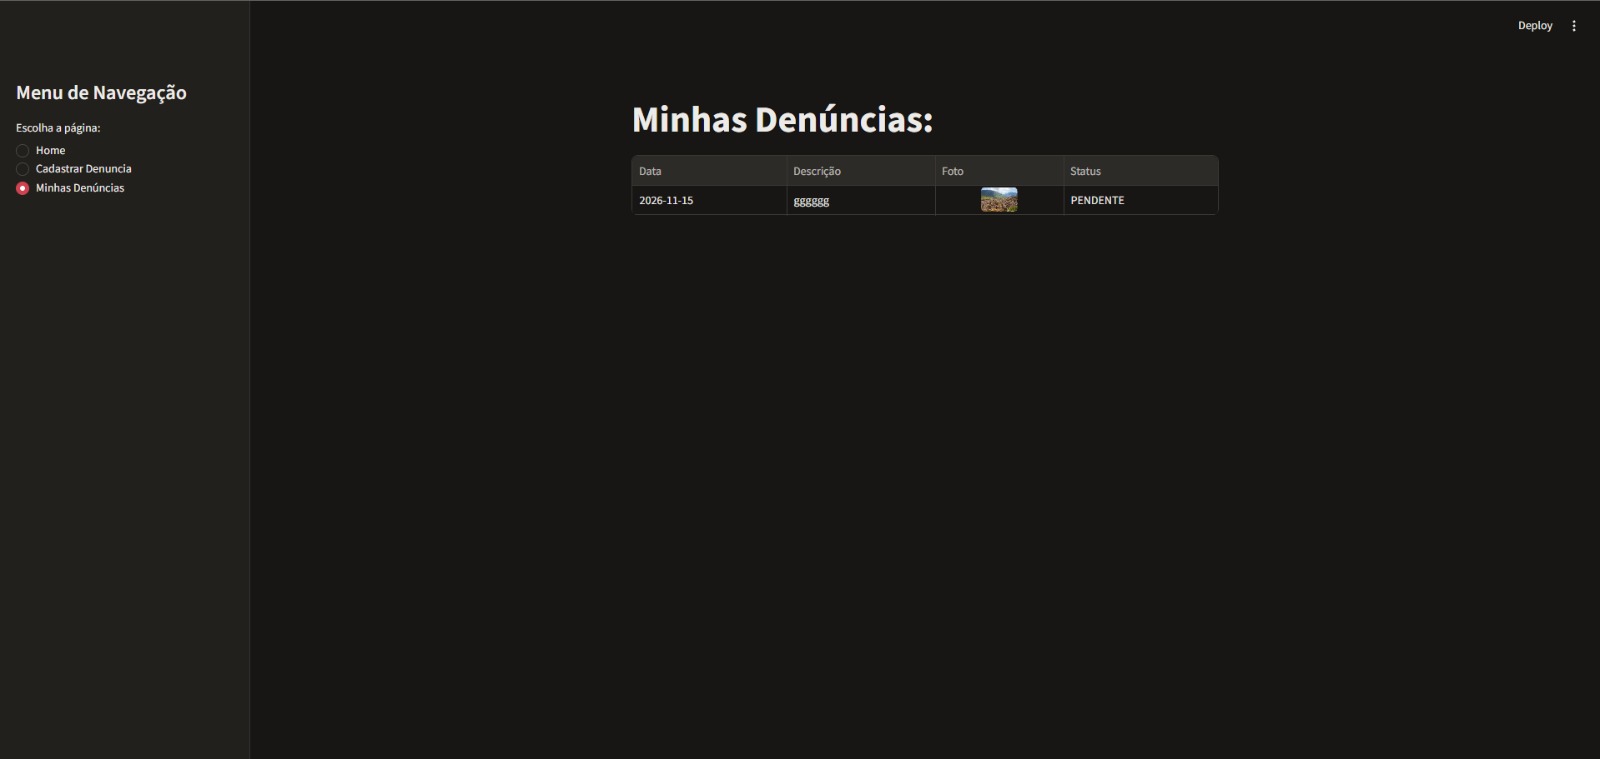 Deploy
Menu de Navegação
Escolha a página:
Home
Cadastrar Denuncia
Minhas Denúncias
Minhas Denúncias:
Data Descrição Foto Status
2026-11-15 gggggg PENDENTE